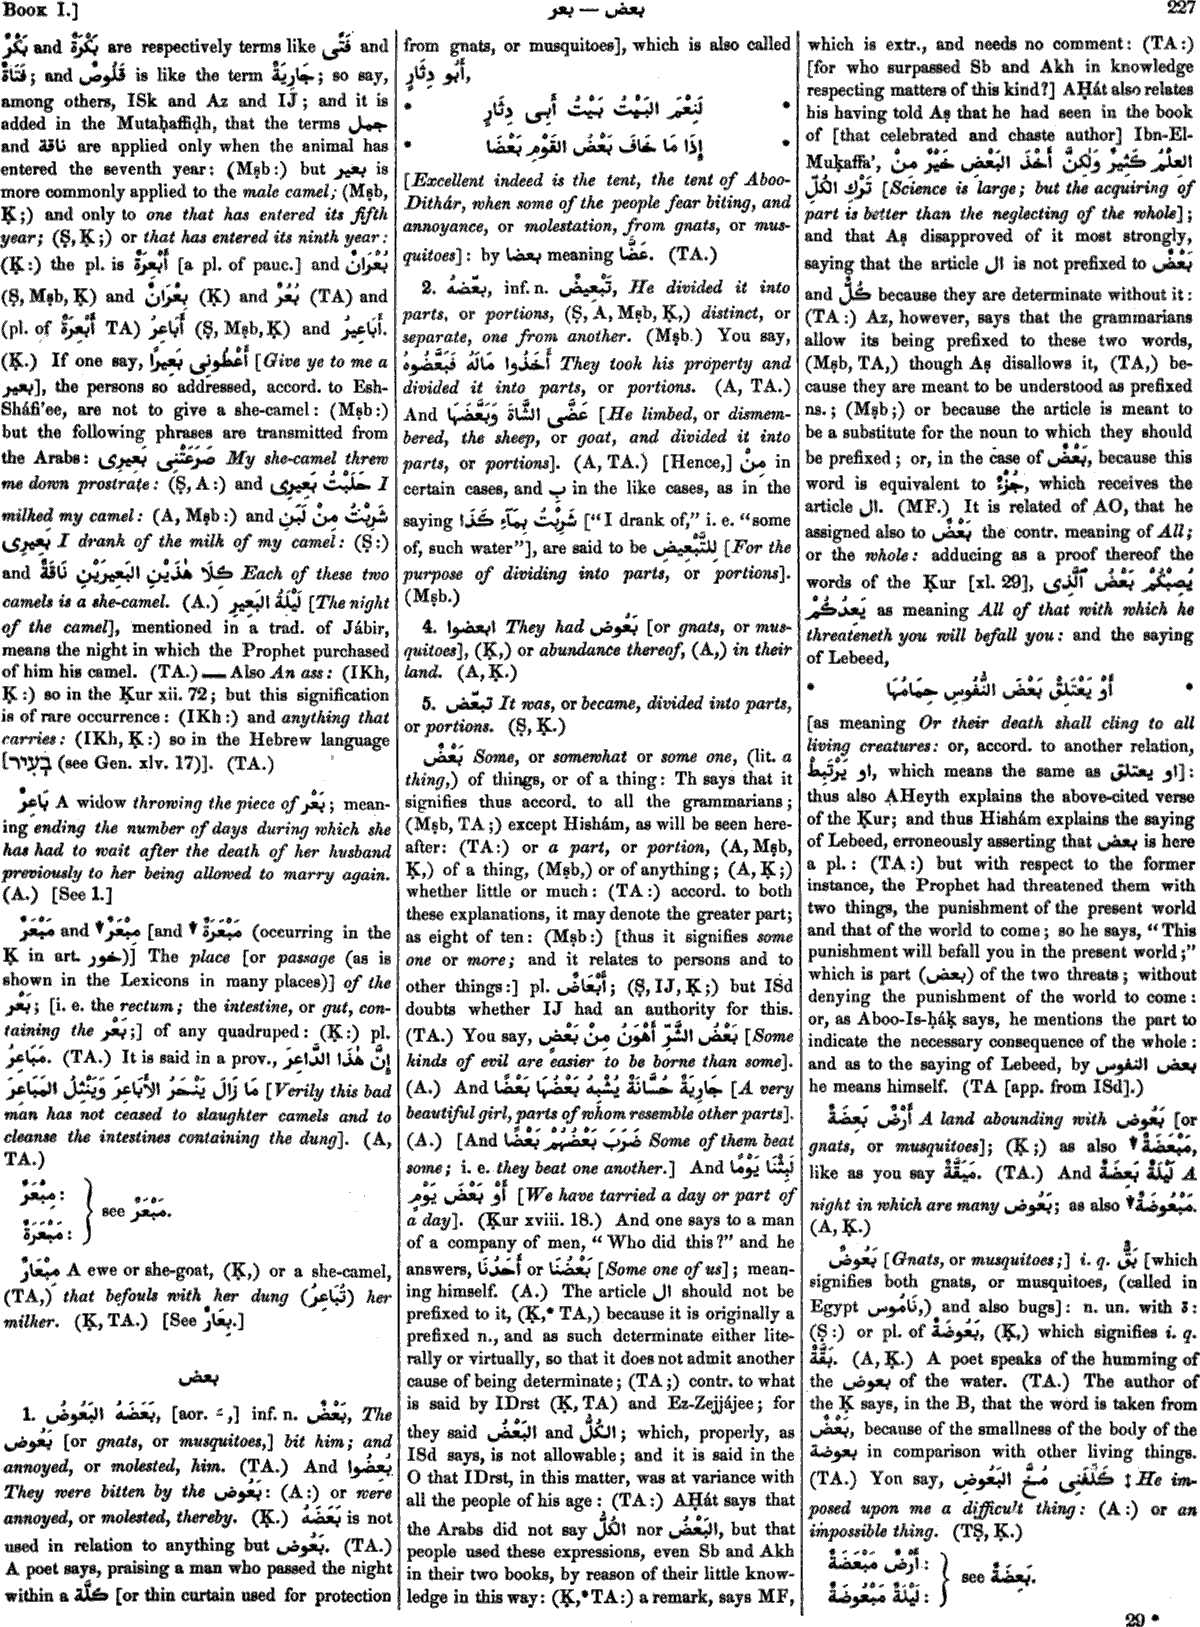 Book I.]
بعض — بعر
227
بَكْرٌ and بَكْرَةٌ are respectively terms like فَتًى and
فَتَاةٌ; and قَلُوصٌ is like the term جَارِيَةٌ; so say,
among others, ISk and Az and IJ; and it is
added in the Mutaḥaffiḍh, that the terms جمل
and ناقة are applied only when the animal has
entered the seventh year: (Mṣb:) but بعير is
more commonly applied to the male camel; (Mṣb,
Ḳ;) and only to one that has entered its fifth
year; (Ṣ, Ḳ;) or that has entered its ninth year:
(Ḳ:) the pl. is أَبْعِرَةٌ [a pl. of pauc.] and بُعْرَانٌ
(Ṣ, Mṣb, Ḳ) and بِعْرَانٌ (Ḳ) and بُعُرٌ (TA) and
(pl. of أَبْعِرَةٌ TA) أَبَاعِرُ (Ṣ, Mṣb, Ḳ) and أَبَاعِيرُ.
(Ḳ.) If one say, أَعْطُونِى بَعِيرًا [Give ye to me a
بعير], the persons so addressed, accord. to Esh-
Sháfi'ee, are not to give a she-camel: (Mṣb:)
but the following phrases are transmitted from
the Arabs: صَرَعَتْنِى بَعِيرِى My she-camel threw
me down prostrate: (Ṣ, A:) and حَلَبْتُ بَعِيرِى I
milked my camel: (A, Mṣb:) and شَرِبْتُ مِنْ لَبَنِ
بَعِيرِى I drank of the milk of my camel: (Ṣ:)
and كِلَا هٰذَيْنِ البَعِيرَيْنِ نَاقَةٌ Each of these two
camels is a she-camel. (A.) لَيْلَةُ البَعِيرِ [The night
of the camel], mentioned in a trad. of Jábir,
means the night in which the Prophet purchased
of him his camel. (TA.) — Also An ass: (IKh,
Ḳ:) so in the Ḳur xii. 72; but this signification
is of rare occurrence: (IKh:) and anything that
carries: (IKh, Ḳ:) so in the Hebrew language
[בְּעִיר (see Gen. xlv. 17)]. (TA.)
بَاعِرٌ A widow throwing the piece of بَعْر; mean-
ing ending the number of days during which she
has had to wait after the death of her husband
previously to her being allowed to marry again.
(A.) [See 1.]
مَبْعَرٌ and مِبْعَرٌ [and مَبْعَرَةٌ (occurring in the
Ḳ in art. خور)] The place [or passage (as is
shown in the Lexicons in many places)] of the
بَعْر; [i. e. the rectum; the intestine, or gut, con-
taining the بَعْر;] of any quadruped: (Ḳ:) pl.
مَبَاعِرُ. (TA.) It is said in a prov., إِنَّ هٰذَا الدَّاعِرَ
مَا زَالَ يَنْحَرُ الأَبَاعِرَ وَيَنْثِلُ المَبَاعِرَ [Verily this bad
man has not ceased to slaughter camels and to
cleanse the intestines containing the dung]. (A,
TA.)
مِبْعَرٌ:
مَبْعَرَةٌ:
see مَبْعَرٌ.
مِبْعَارٌ A ewe or she-goat, (Ḳ,) or a she-camel,
(TA,) that befouls with her dung (تُبَاعِرُ) her
milker. (Ḳ, TA.) [See بِعَارٌ.]
بعض
1. بَعَضَهُ البَعُوضُ, [aor. ـَ,] inf. n. بَعْضٌ, The
بَعُوض [or gnats, or musquitoes,] bit him; and
annoyed, or molested, him. (TA.) And بُعِضُوا
They were bitten by the بَعُوض: (A:) or were
annoyed, or molested, thereby. (Ḳ.) بَعَضَهُ is not
used in relation to anything but بَعُوض. (TA.)
A poet says, praising a man who passed the night
within a كِلَّة [or thin curtain used for protection
from gnats, or musquitoes], which is also called
أَبُو دِثَارٍ,
* لَنِعْمَ البَيْتُ بَيْتُ أَبِى دِثَارٍ *
* إِذَا مَا خَافَ بَعْضُ القَوْمِ بَعْضَا *
[Excellent indeed is the tent, the tent of Aboo-
Dithár, when some of the people fear biting, and
annoyance, or molestation, from gnats, or mus-
quitoes]: by بعضا meaning عَضًّا. (TA.)
2. بعّضهُ, inf. n. تَبْعِيضٌ, He divided it into
parts, or portions, (Ṣ, A, Mṣb, Ḳ,) distinct, or
separate, one from another. (Mṣb.) You say,
أَخَذُوا مَالَهُ فَبَعَّضُوهُ They took his property and
divided it into parts, or portions. (A, TA.)
And عَضَّى الشَّاةَ وَبَعَّضَهَا [He limbed, or dismem-
bered, the sheep, or goat, and divided it into
parts, or portions]. (A, TA.) [Hence,] مِنْ in
certain cases, and بِ in the like cases, as in the
saying شَرِبْتُ بِمَآءِ كَذَا ["I drank of," i. e. "some
of, such water"], are said to be لِلتَّبْعِيضِ [For the
purpose of dividing into parts, or portions].
(Mṣb.)
4. ابعضوا They had بَعُوض [or gnats, or mus-
quitoes], (Ḳ,) or abundance thereof, (A,) in their
land. (A, Ḳ.)
5. تبعّض It was, or became, divided into parts,
or portions. (Ṣ, Ḳ.)
بَعْضٌ Some, or somewhat or some one, (lit. a
thing,) of things, or of a thing: Th says that it
signifies thus accord. to all the grammarians;
(Mṣb, TA;) except Hishám, as will be seen here-
after: (TA:) or a part, or portion, (A, Mṣb,
Ḳ,) of a thing, (Mṣb,) or of anything; (A, Ḳ;)
whether little or much: (TA:) accord. to both
these explanations, it may denote the greater part;
as eight of ten: (Mṣb:) [thus it signifies some
one or more; and it relates to persons and to
other things:] pl. أَبْعَاضٌ; (Ṣ, IJ, Ḳ;) but ISd
doubts whether IJ had an authority for this.
(TA.) You say, بَعْضُ الشَّرِّ أَهْوَنُ مِنْ بَعْضٍ [Some
kinds of evil are easier to be borne than some].
(A.) And جَارِيَةٌ حُسَّانَةٌ يُشْبِهُ بَعْضُهَا بَعْضًا [A very
beautiful girl, parts of whom resemble other parts].
(A.) [And ضَرَبَ بَعْضُهُمْ بَعْضًا Some of them beat
some; i. e. they beat one another.] And لَبِثْنَا يَوْمًا
أَوْ بَعْضَ يَوْمٍ [We have tarried a day or part of
a day]. (Ḳur xviii. 18.) And one says to a man
of a company of men, "Who did this?" and he
answers, أَحَدُنَا or بَعْضُنَا [Some one of us]; mean-
ing himself. (A.) The article ال should not be
prefixed to it, (Ḳ,* TA,) because it is originally a
prefixed n., and as such determinate either lite-
rally or virtually, so that it does not admit another
cause of being determinate; (TA;) contr. to what
is said by IDrst (Ḳ, TA) and Ez-Zejjájee; for
they said البَعْضُ and الكُلُّ; which, properly, as
ISd says, is not allowable; and it is said in the
O that IDrst, in this matter, was at variance with
all the people of his age: (TA:) AḤát says that
the Arabs did not say الكُلُّ nor البَعْضُ, but that
people used these expressions, even Sb and Akh
in their two books, by reason of their little know-
ledge in this way: (Ḳ,* TA:) a remark, says MF,
which is extr., and needs no comment: (TA:)
[for who surpassed Sb and Akh in knowledge
respecting matters of this kind?] AḤát also relates
his having told Aṣ that he had seen in the book
of [that celebrated and chaste author] Ibn-El-
Muḳaffa', العِلْمُ كَثِيرٌ وَلٰكِنَّ أَخْذَ البَعْضِ خَيْرٌ مِنْ
تَرْكِ الكُلِّ [Science is large; but the acquiring of
part is better than the neglecting of the whole];
and that Aṣ disapproved of it most strongly,
saying that the article ال is not prefixed to بَعْضٌ
and كُلٌّ because they are determinate without it:
(TA:) Az, however, says that the grammarians
allow its being prefixed to these two words,
(Mṣb, TA,) though Aṣ disallows it, (TA,) be-
cause they are meant to be understood as prefixed
ns.; (Mṣb;) or because the article is meant to
be a substitute for the noun to which they should
be prefixed; or, in the case of بَعْضٌ, because this
word is equivalent to جُزْءٌ, which receives the
article ال. (MF.) It is related of AO, that he
assigned also to بَعْضٌ the contr. meaning of All;
or the whole: adducing as a proof thereof the
words of the Ḳur [xl. 29], يُصِبْكُمْ بَعْضُ ٱلَّذِى
يَعِدُكُمْ as meaning All of that with which he
threateneth you will befall you: and the saying
of Lebeed,
* أَوْ يَعْتَلِقْ بَعْضَ النُّفُوسِ حِمَامُهَا *
[as meaning Or their death shall cling to all
living creatures: or, accord. to another relation,
او يَرْتَبِطْ, which means the same as او يعتلق]:
thus also AHeyth explains the above-cited verse
of the Ḳur; and thus Hishám explains the saying
of Lebeed, erroneously asserting that بعض is here
a pl.: (TA:) but with respect to the former
instance, the Prophet had threatened them with
two things, the punishment of the present world
and that of the world to come; so he says, "This
punishment will befall you in the present world;"
which is part (بعض) of the two threats; without
denying the punishment of the world to come:
or, as Aboo-Is-ḥáḳ says, he mentions the part to
indicate the necessary consequence of the whole:
and as to the saying of Lebeed, by بعض النفوس
he means himself. (TA [app. from ISd].)
أَرْضٌ بَعِضَةٌ A land abounding with بَعُوض [or
gnats, or musquitoes]; (Ḳ;) as also مَبْعَضَةٌ,
like as you say مَبَقَّةٌ. (TA.) And لَيْلَةٌ بَعِضَةٌ A
night in which are many بَعُوض; as also مَبْعُوضَةٌ.
(A, Ḳ.)
بَعُوضٌ [Gnats, or musquitoes;] i. q. بَقٌّ [which
signifies both gnats, or musquitoes, (called in
Egypt نَامُوس,) and also bugs]: n. un. with ة:
(Ṣ:) or pl. of بَعُوضَةٌ, (Ḳ,) which signifies i. q.
بَقَّةٌ. (A, Ḳ.) A poet speaks of the humming of
the بعوض of the water. (TA.) The author of
the Ḳ says, in the B, that the word is taken from
بَعْضٌ, because of the smallness of the body of the
بعوضة in comparison with other living things.
(TA.) You say, كَلَّفَنِى مُخَّ البَعُوضِ ‡ He im-
posed upon me a difficult thing: (A:) or an
impossible thing. (TṢ, Ḳ.)
أَرْضٌ مَبْعَضَةٌ:
لَيْلَةٌ مَبْعُوضَةٌ:
see بَعِضَةٌ.
29 *